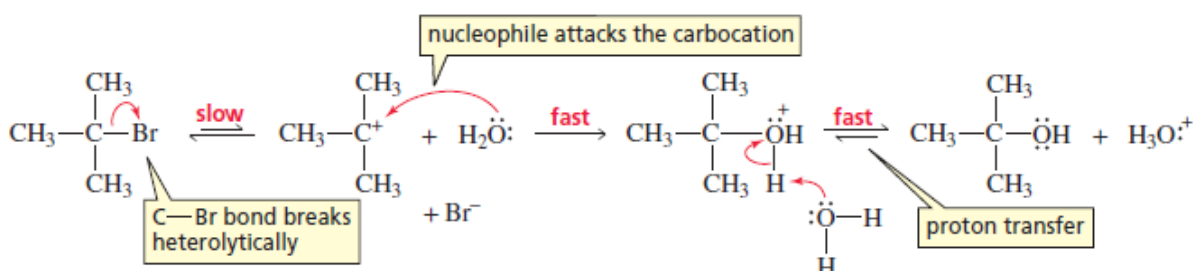 nucleophile attacks the carbocation
CH₃ CH₃ CH₃ CH₃
slow fast fast
CH₃—C—Br CH₃—C⁺ + H₂Ö: CH₃—C—ÖH⁺ CH₃—C—ÖH + H₃O:⁺
CH₃ CH₃ CH₃ H CH₃
+ Br⁻ :Ö—H
H
C—Br bond breaks
heterolytically
proton transfer